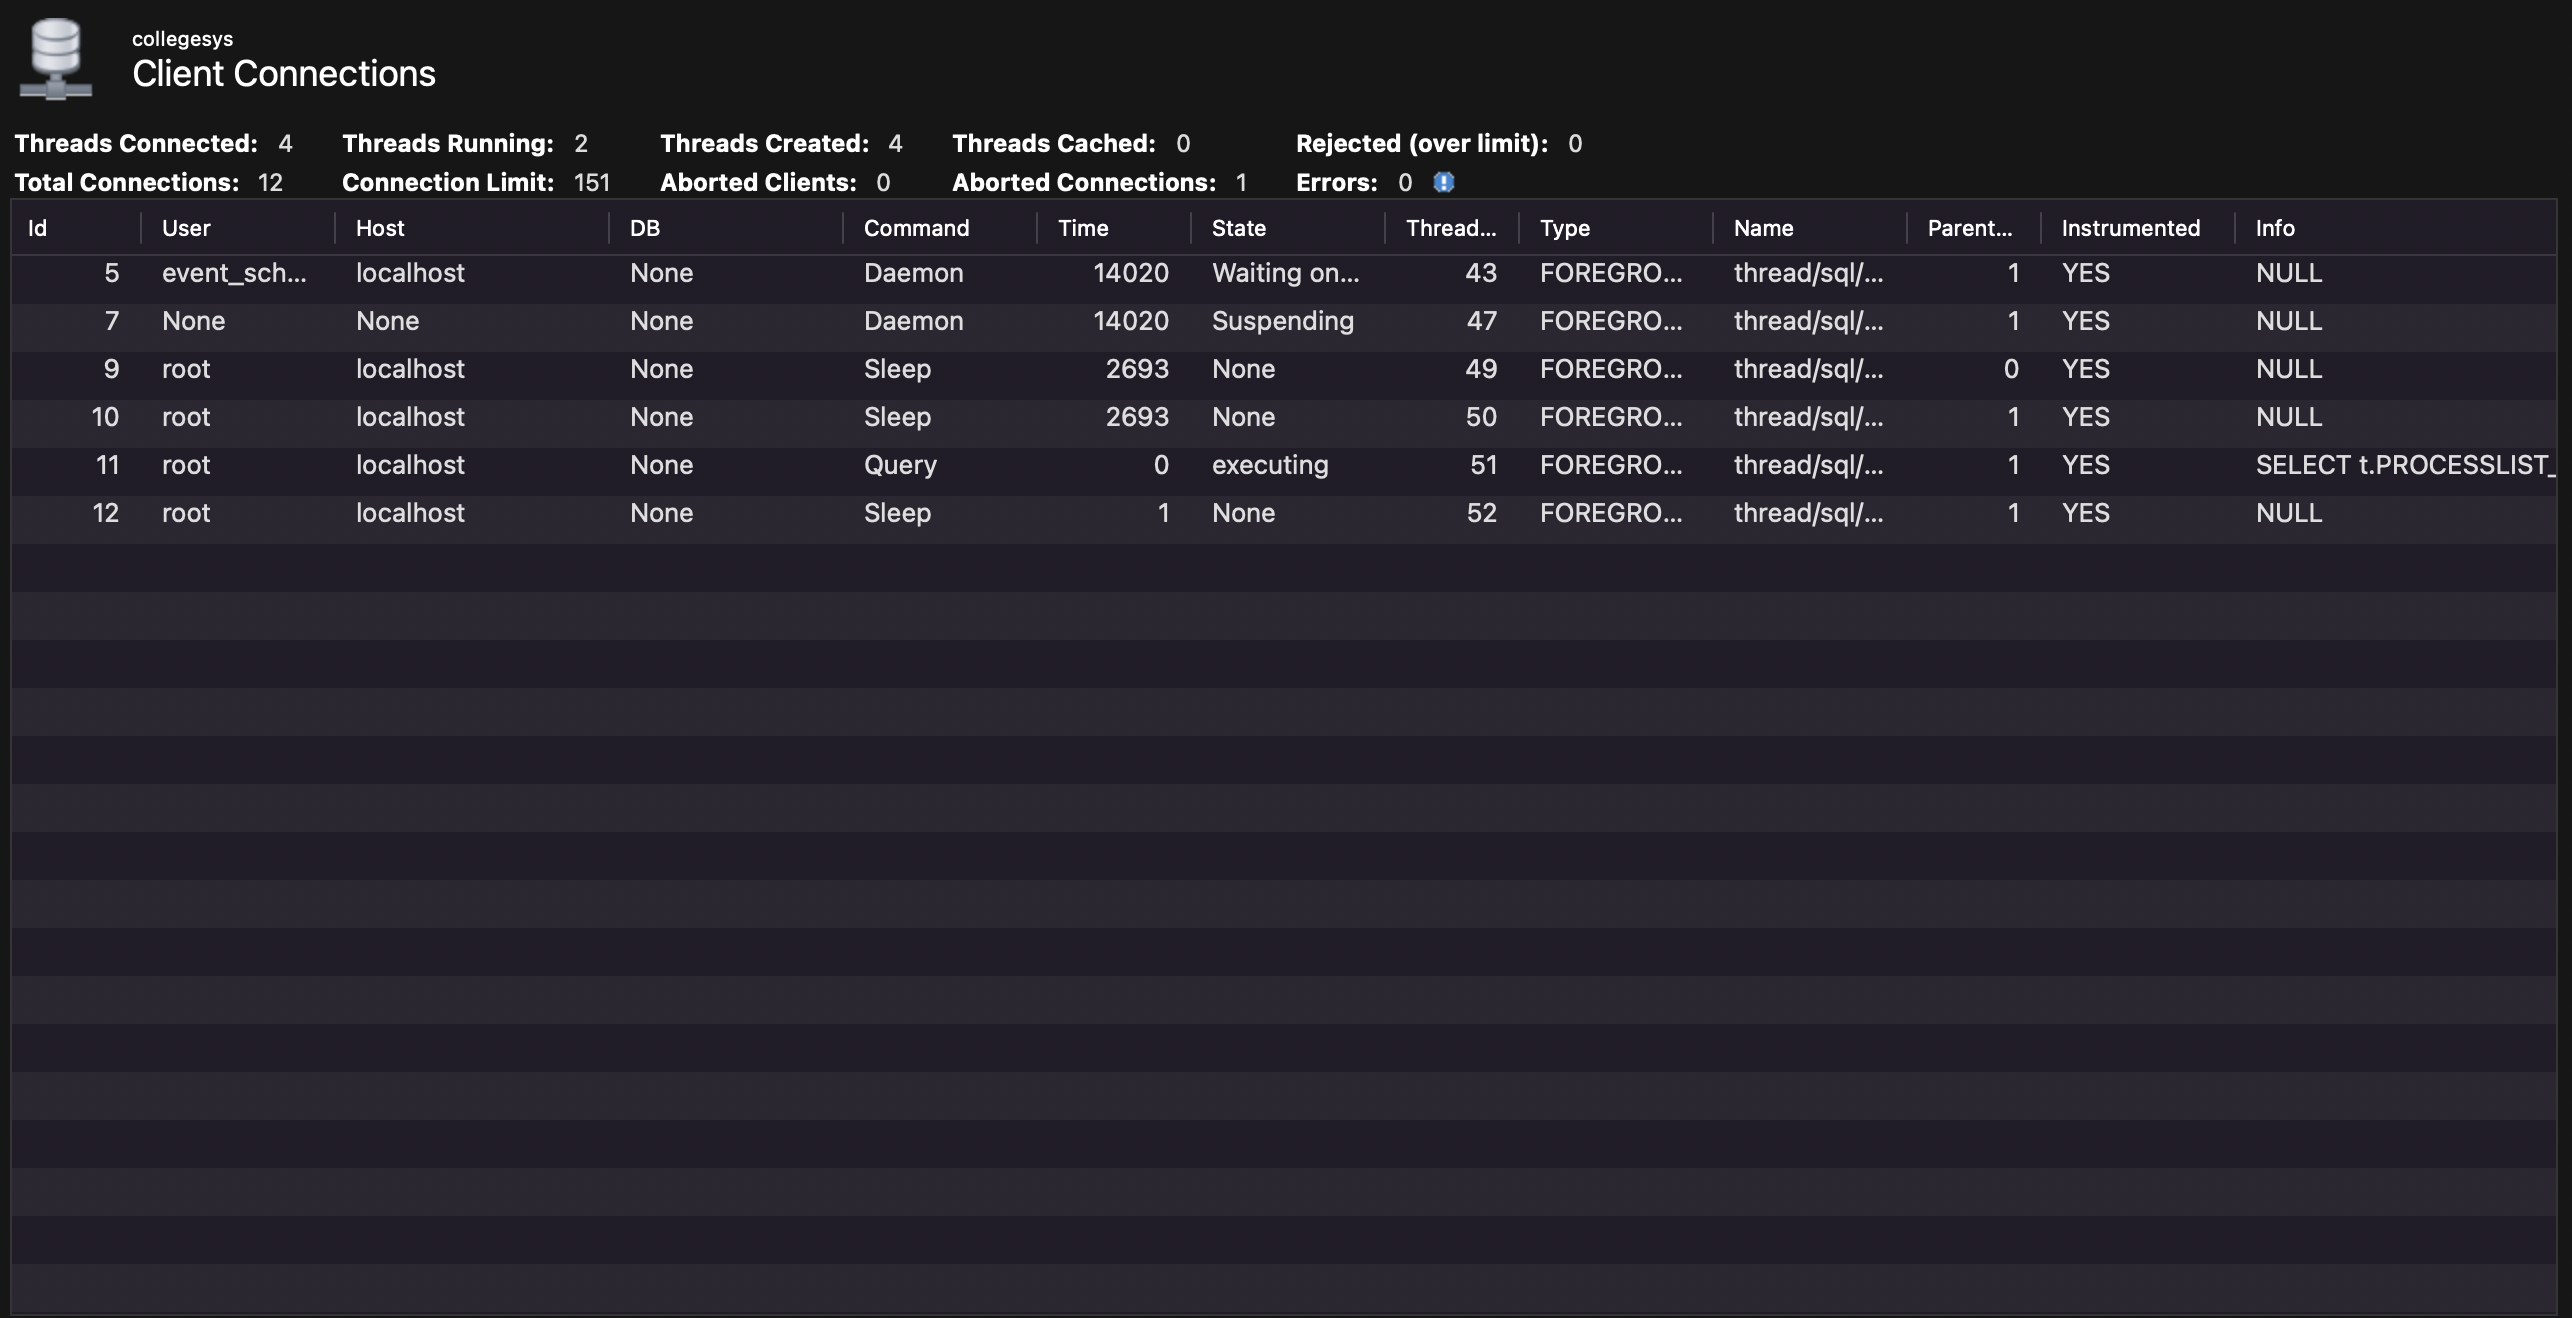 collegesys
Client Connections
Threads Connected: 4 Threads Running: 2 Threads Created: 4 Threads Cached: 0 Rejected (over limit): 0
Total Connections: 12 Connection Limit: 151 Aborted Clients: 0 Aborted Connections: 1 Errors: 0
Id User Host DB Command Time State Thread... Type Name Parent... Instrumented Info
5 event_sch... localhost None Daemon 14020 Waiting on... 43 FOREGRO... thread/sql/... 1 YES NULL
7 None None None Daemon 14020 Suspending 47 FOREGRO... thread/sql/... 1 YES NULL
9 root localhost None Sleep 2693 None 49 FOREGRO... thread/sql/... 0 YES NULL
10 root localhost None Sleep 2693 None 50 FOREGRO... thread/sql/... 1 YES NULL
11 root localhost None Query 0 executing 51 FOREGRO... thread/sql/... 1 YES SELECT t.PROCESSLIST_
12 root localhost None Sleep 1 None 52 FOREGRO... thread/sql/... 1 YES NULL